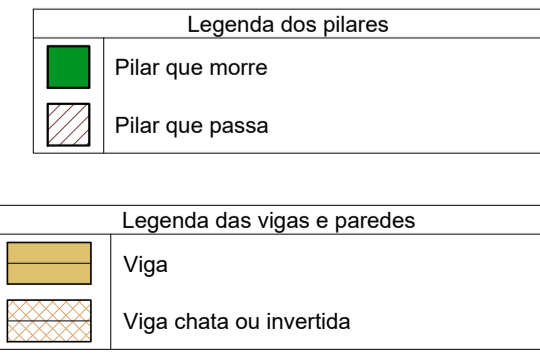 Legenda dos pilares
Pilar que morre
Pilar que passa
Legenda das vigas e paredes
Viga
Viga chata ou invertida